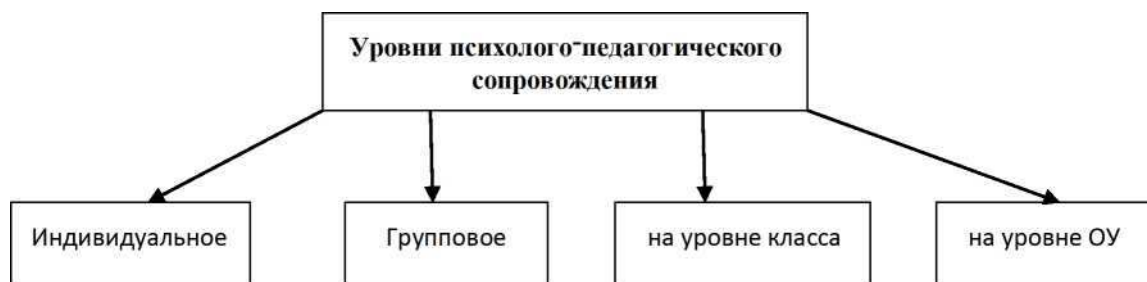 Уровни психолого-педагогического
сопровождения
Индивидуальное
Групповое
на уровне класса
на уровне ОУ